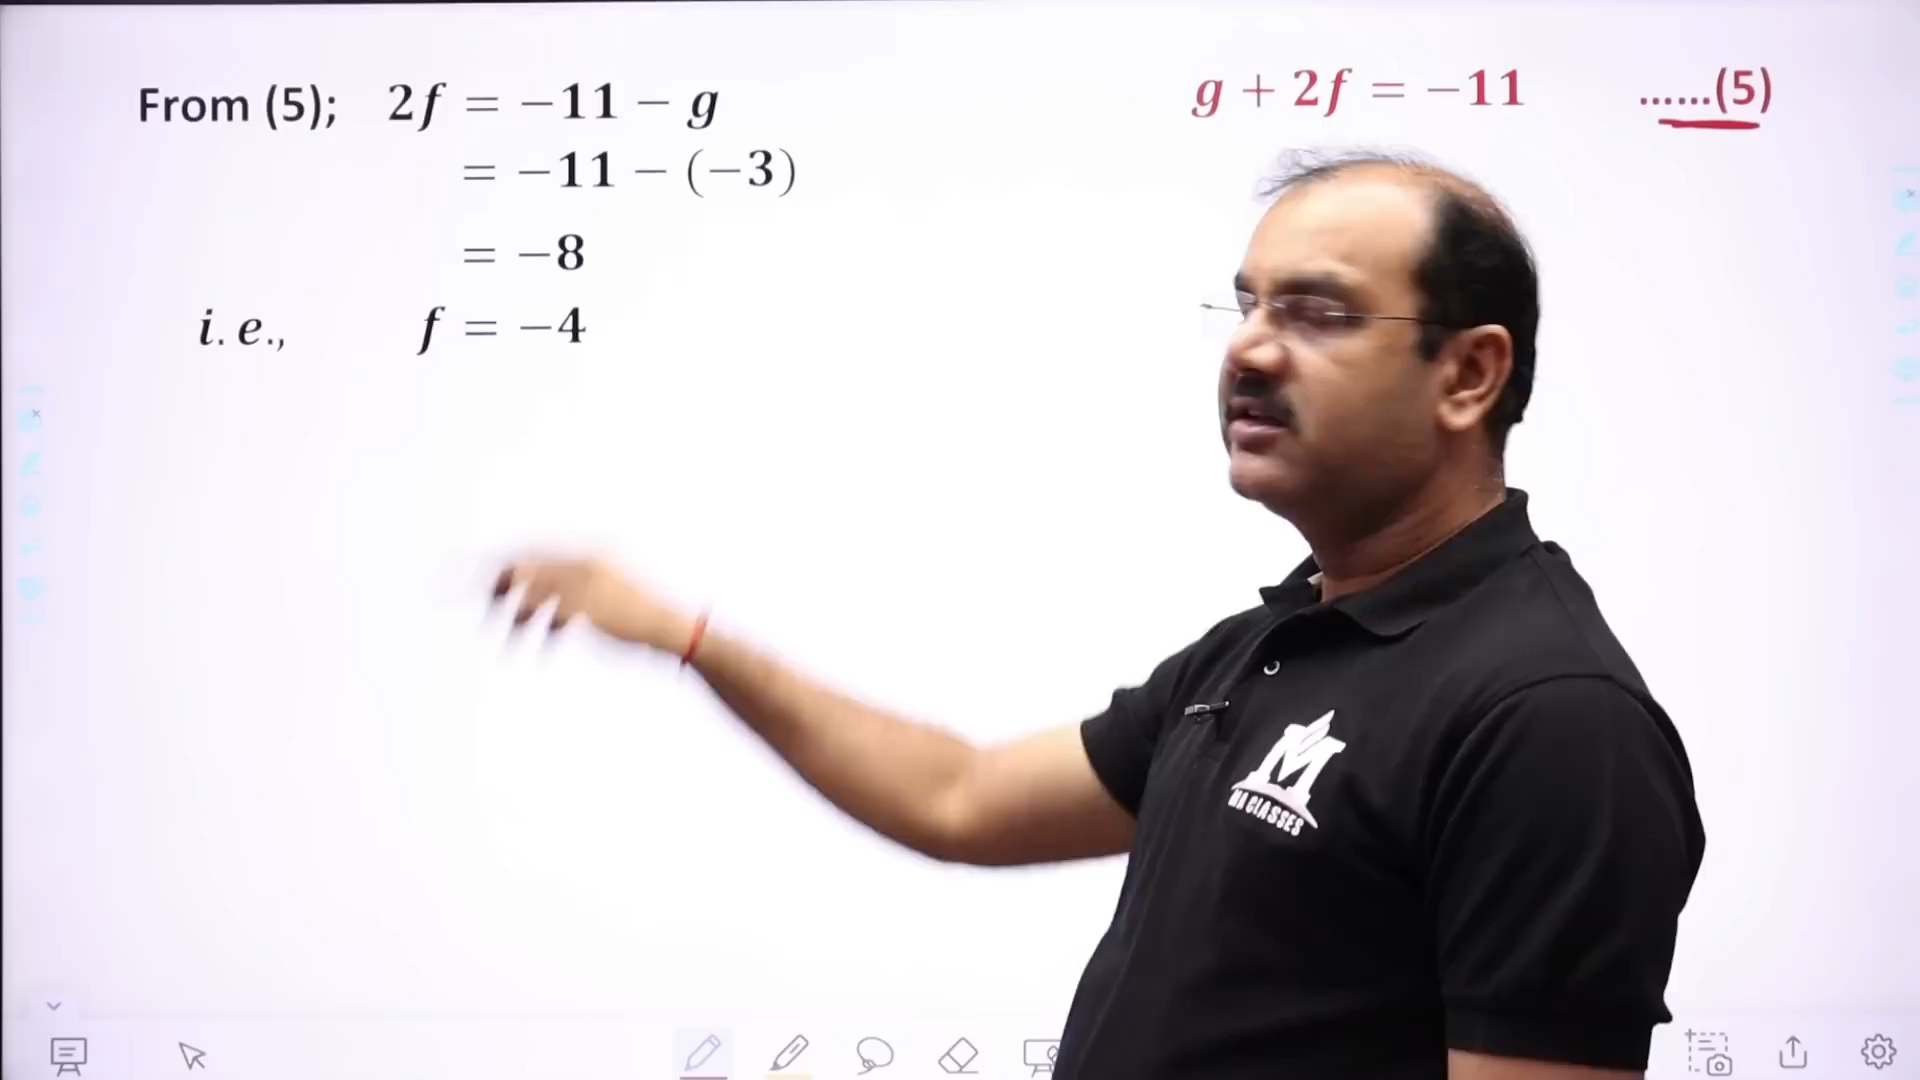 From (5); 2f = −11 − g
g + 2f = −11 ......(5)
= −11 − (−3)
= −8
i.e., f = −4
M
MA CLASSES